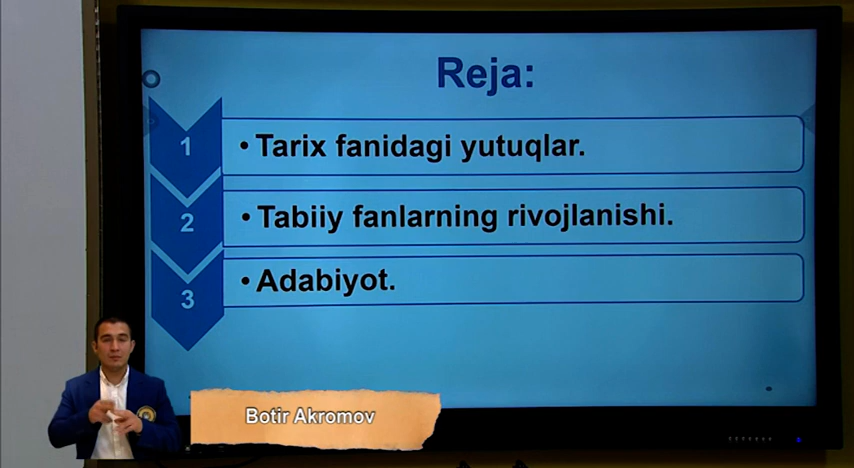 Reja:
1
• Tarix fanidagi yutuqlar.
2
• Tabiiy fanlarning rivojlanishi.
3
• Adabiyot.
Botir Akromov